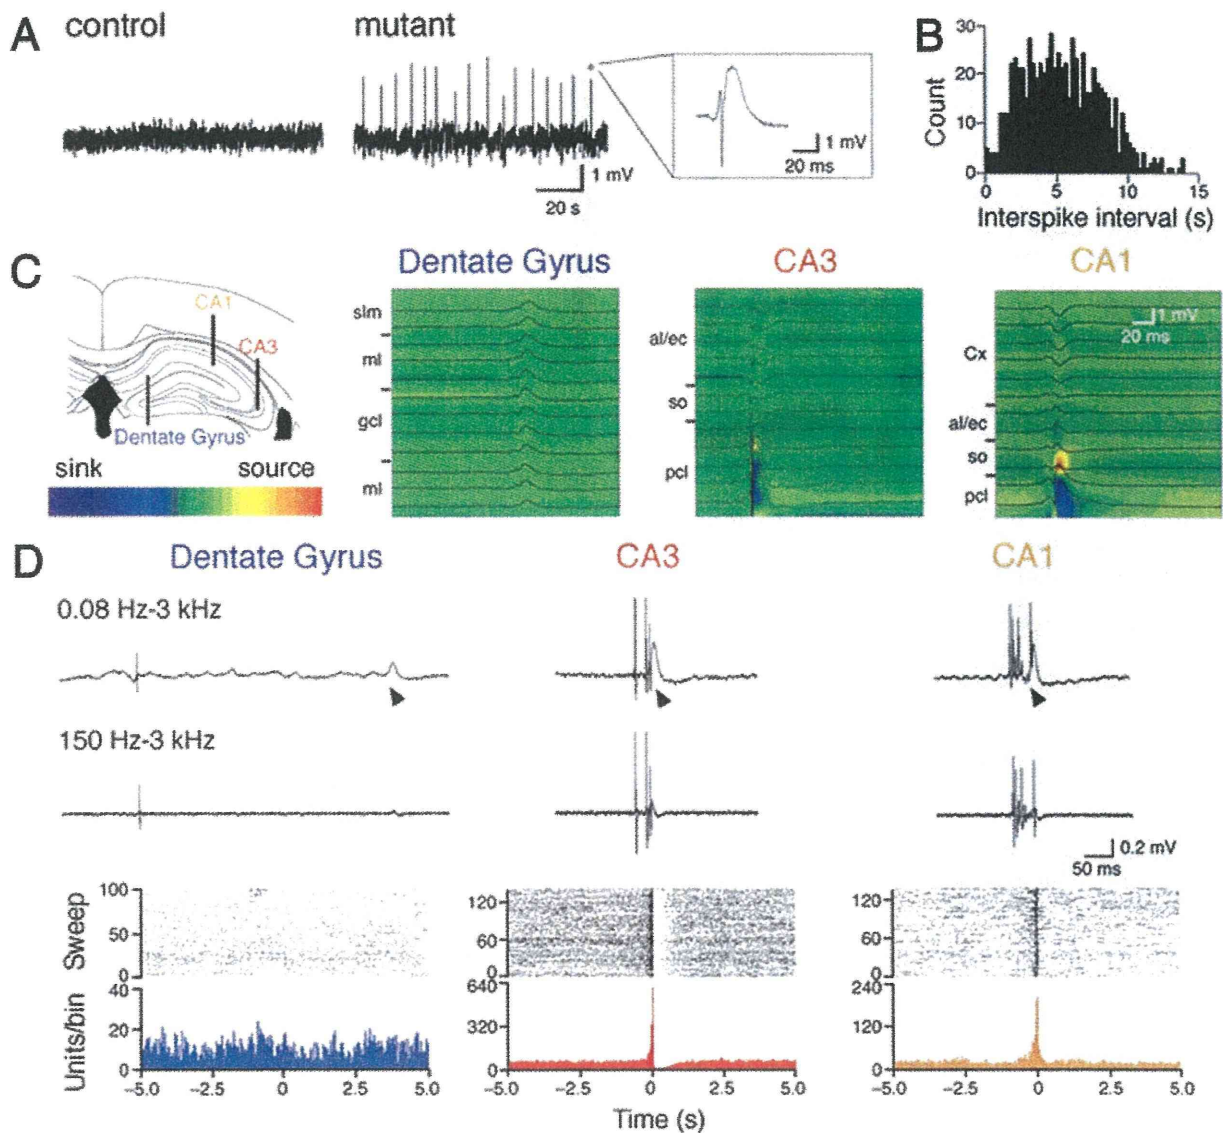 A
control
mutant
1 mV
20 s
1 mV
20 ms
B
30
20
10
0
Count
0 5 10 15
Interspike interval (s)
C
CA1
CA3
Dentate Gyrus
sink source
Dentate Gyrus
slm
ml
gcl
ml
CA3
al/ec
so
pcl
CA1
1 mV
20 ms
Cx
al/ec
so
pcl
D
Dentate Gyrus CA3 CA1
0.08 Hz-3 kHz
150 Hz-3 kHz
0.2 mV
50 ms
Sweep
100
50
0
120
60
0
120
60
0
Units/bin
40
20
0
640
320
0
240
120
0
-5.0 -2.5 0 2.5 5.0
-5.0 -2.5 0 2.5 5.0
-5.0 -2.5 0 2.5 5.0
Time (s)